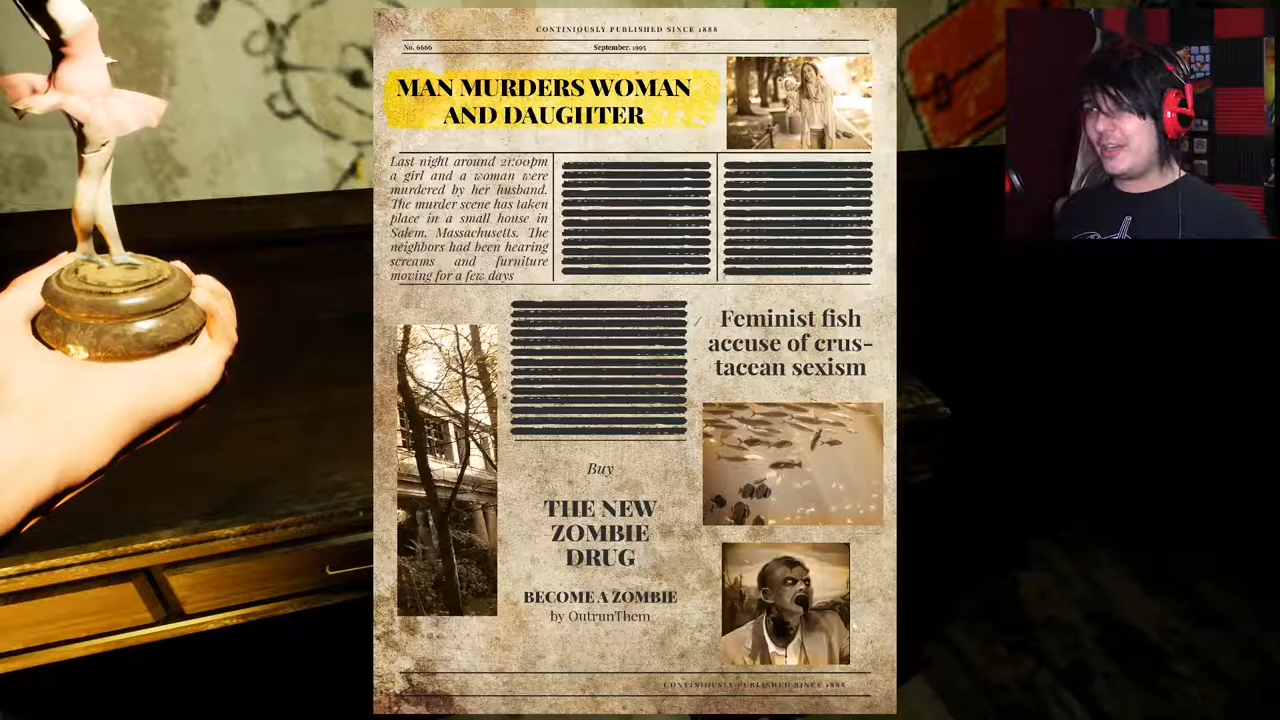 CONTINIOUSLY PUBLISHED SINCE 1888
No. 6666
September. 1995
MAN MURDERS WOMAN
AND DAUGHTER
Last night around 21:00pm
a girl and a woman were
murdered by her husband.
The murder scene has taken
place in a small house in
Salem, Massachusetts. The
neighbors had been hearing
screams and furniture
moving for a few days
Feminist fish
accuse of crus-
tacean sexism
Buy
THE NEW
ZOMBIE
DRUG
BECOME A ZOMBIE
by OutrunThem
CONTINIOUSLY PUBLISHED SINCE 1888